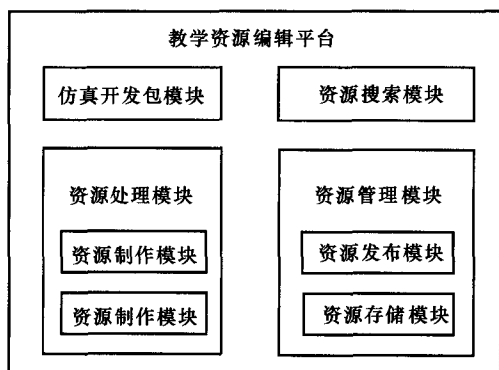 教学资源编辑平台
仿真开发包模块
资源搜索模块
资源处理模块
资源制作模块
资源制作模块
资源管理模块
资源发布模块
资源存储模块